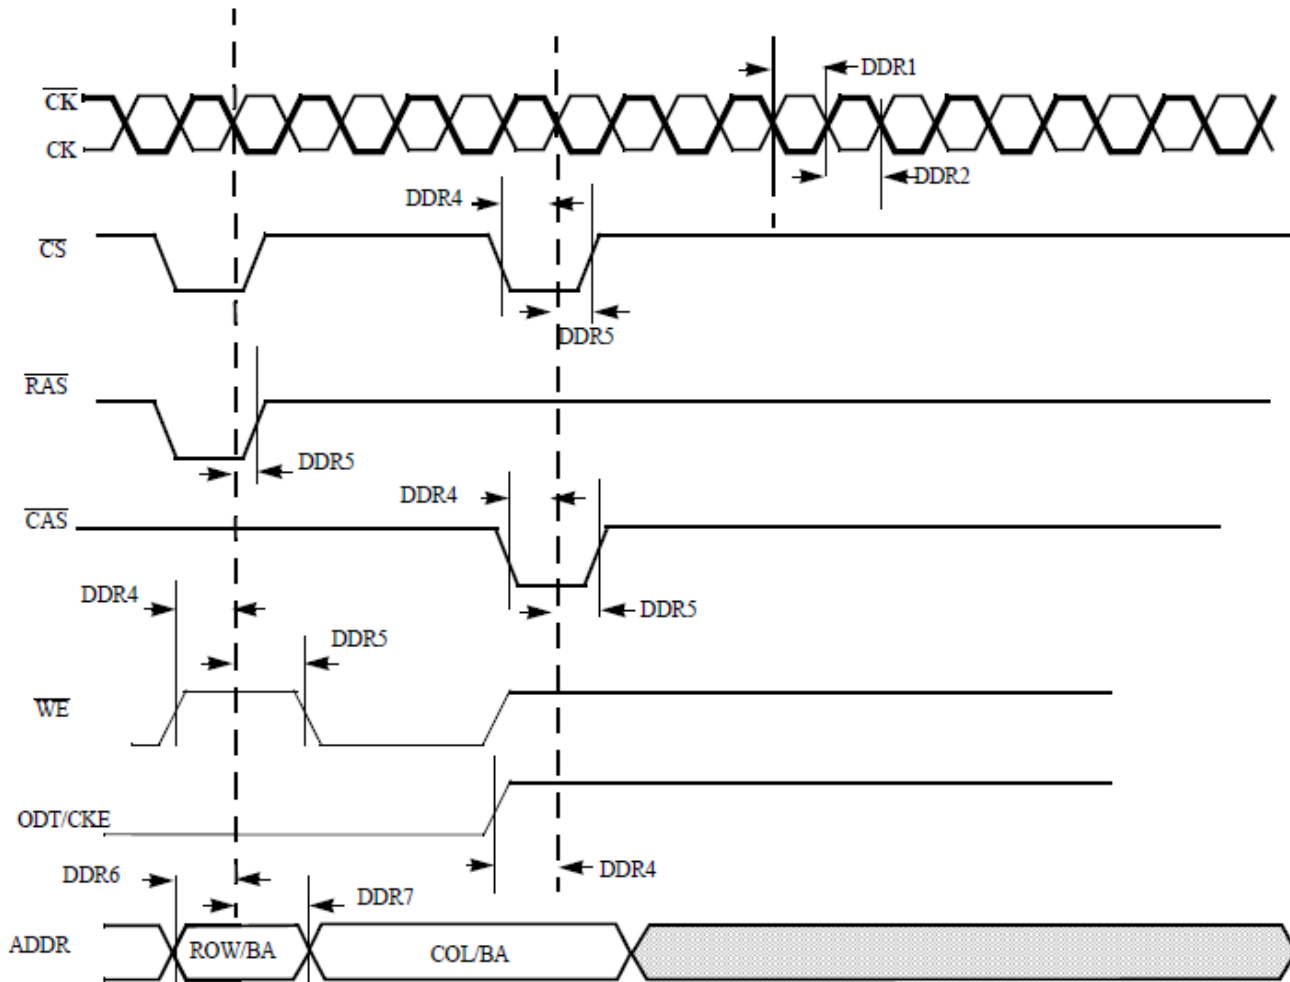 DDR1
CK
CK
DDR2
DDR4
CS
DDR5
RAS
DDR5
DDR4
CAS
DDR4
DDR5
DDR5
WE
ODT/CKE
DDR6
DDR4
DDR7
ADDR
ROW/BA
COL/BA